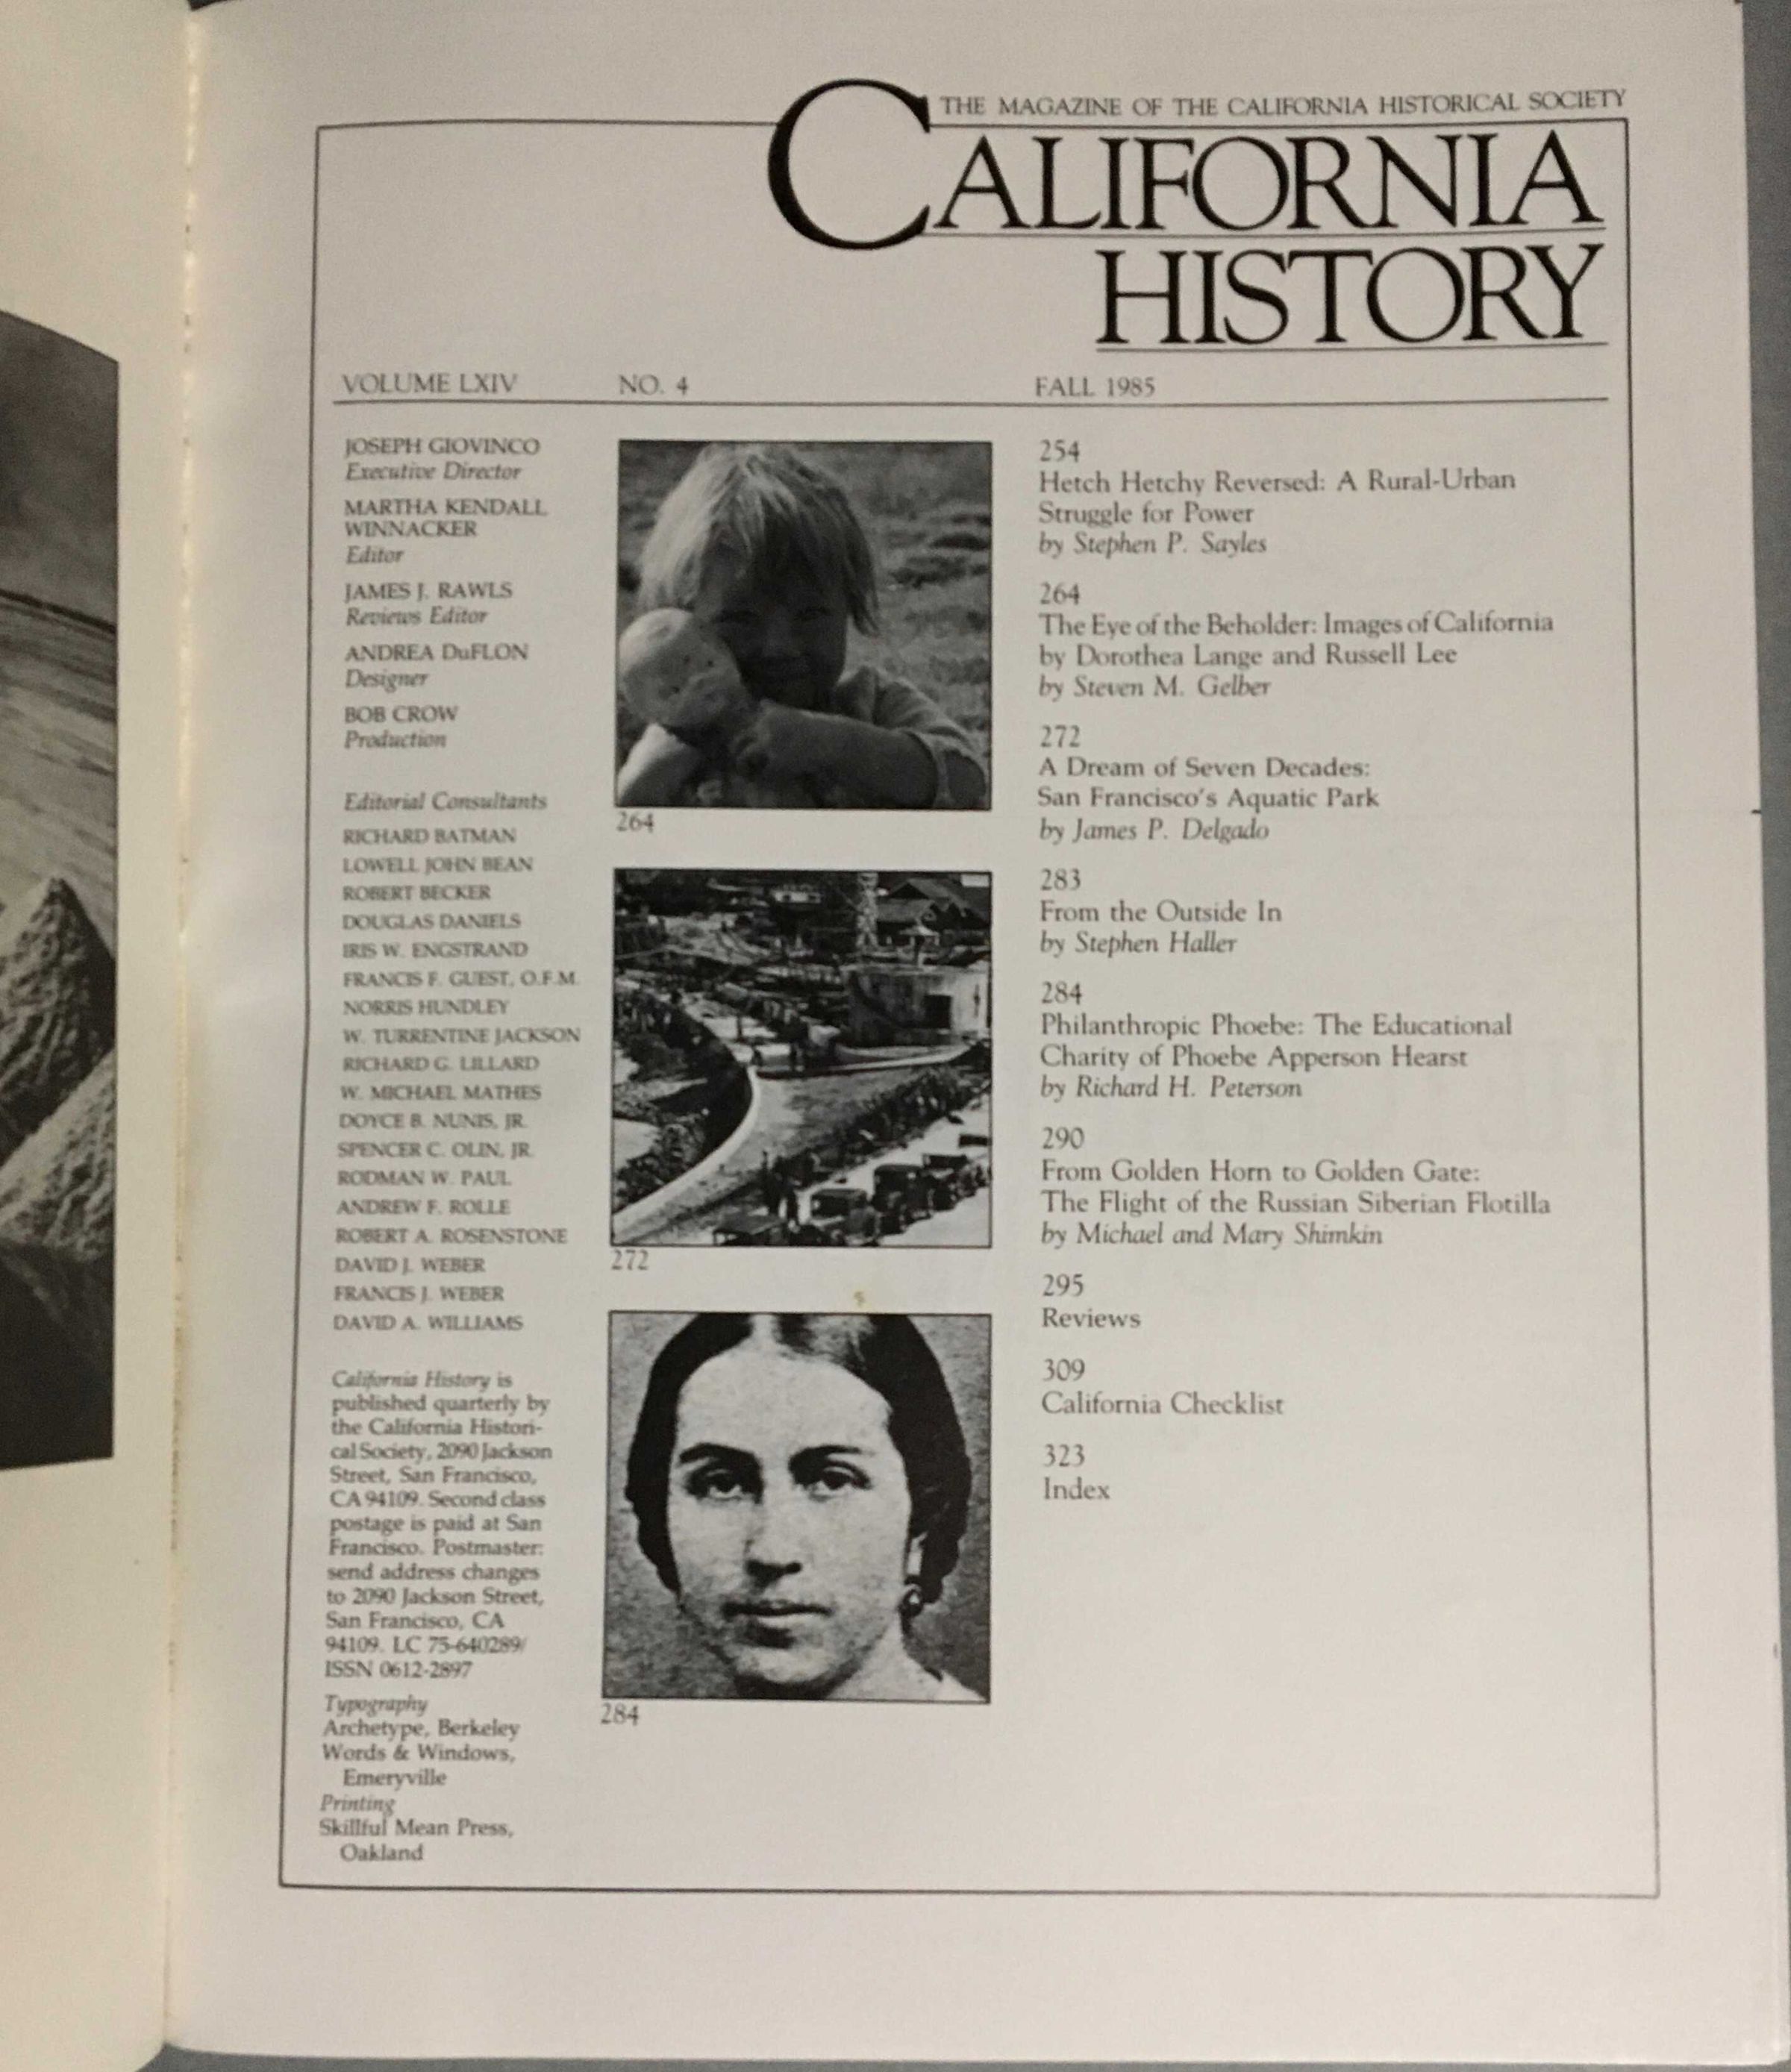 THE MAGAZINE OF THE CALIFORNIA HISTORICAL SOCIETY
CALIFORNIA
HISTORY
VOLUME LXIV NO. 4 FALL 1985
JOSEPH GIOVINCO
Executive Director
MARTHA KENDALL
WINNACKER
Editor
JAMES J. RAWLS
Reviews Editor
ANDREA DuFLON
Designer
BOB CROW
Production
Editorial Consultants
RICHARD BATMAN
LOWELL JOHN BEAN
ROBERT BECKER
DOUGLAS DANIELS
IRIS W. ENGSTRAND
FRANCIS F. GUEST, O.F.M.
NORRIS HUNDLEY
W. TURRENTINE JACKSON
RICHARD G. LILLARD
W. MICHAEL MATHES
DOYCE B. NUNIS, JR.
SPENCER C. OLIN, JR.
RODMAN W. PAUL
ANDREW F. ROLLE
ROBERT A. ROSENSTONE
DAVID J. WEBER
FRANCIS J. WEBER
DAVID A. WILLIAMS
California History is
published quarterly by
the California Histori-
cal Society, 2090 Jackson
Street, San Francisco,
CA 94109. Second class
postage is paid at San
Francisco. Postmaster:
send address changes
to 2090 Jackson Street,
San Francisco, CA
94109. LC 75-640289/
ISSN 0612-2897
Typography
Archetype, Berkeley
Words & Windows,
Emeryville
Printing
Skillful Mean Press,
Oakland
264
272
284
254
Hetch Hetchy Reversed: A Rural-Urban
Struggle for Power
by Stephen P. Sayles
264
The Eye of the Beholder: Images of California
by Dorothea Lange and Russell Lee
by Steven M. Gelber
272
A Dream of Seven Decades:
San Francisco's Aquatic Park
by James P. Delgado
283
From the Outside In
by Stephen Haller
284
Philanthropic Phoebe: The Educational
Charity of Phoebe Apperson Hearst
by Richard H. Peterson
290
From Golden Horn to Golden Gate:
The Flight of the Russian Siberian Flotilla
by Michael and Mary Shimkin
295
Reviews
309
California Checklist
323
Index